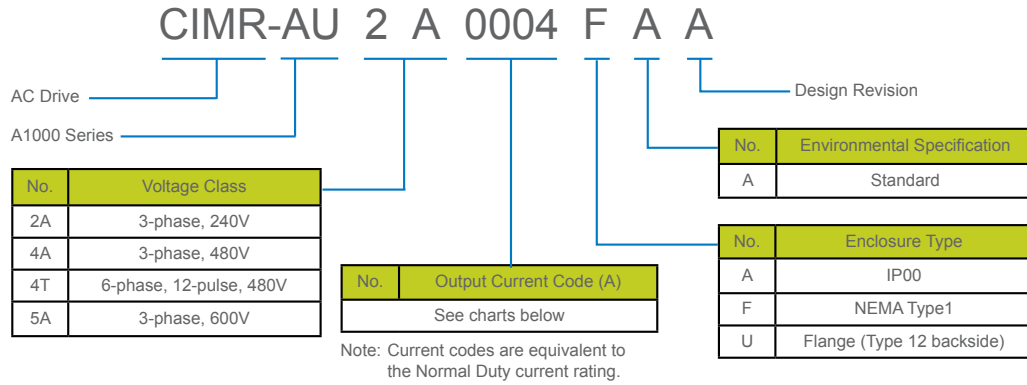 CIMR-AU 2 A 0004 F A A
AC Drive
Design Revision
A1000 Series
No. Environmental Specification
A Standard
No. Voltage Class
2A 3-phase, 240V
4A 3-phase, 480V
4T 6-phase, 12-pulse, 480V
5A 3-phase, 600V
No. Output Current Code (A)
See charts below
Note: Current codes are equivalent to
the Normal Duty current rating.
No. Enclosure Type
A IP00
F NEMA Type1
U Flange (Type 12 backside)